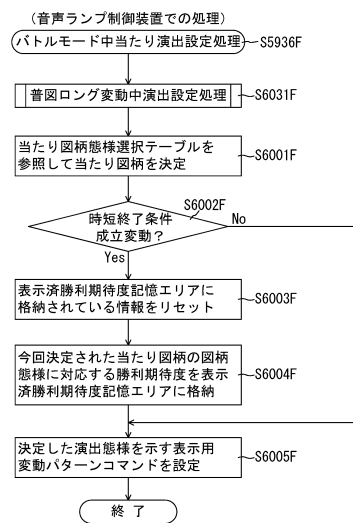 （音声ランプ制御装置での処理）
バトルモード中当たり演出設定処理
S5936F
普図ロング変動中演出設定処理
S6031F
当たり図柄態様選択テーブルを
参照して当たり図柄を決定
S6001F
S6002F
時短終了条件
成立変動？
No
Yes
表示済勝利期待度記憶エリアに
格納されている情報をリセット
S6003F
今回決定された当たり図柄の図柄
態様に対応する勝利期待度を表示
済勝利期待度記憶エリアに格納
S6004F
決定した演出態様を示す表示用
変動パターンコマンドを設定
S6005F
終了